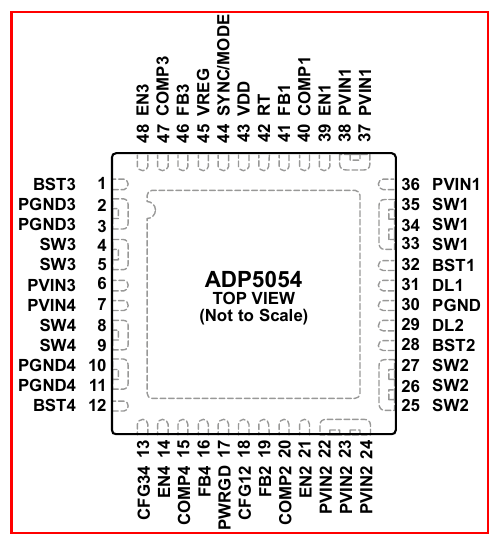 48 EN3
47 COMP3
46 FB3
45 VREG
44 SYNC/MODE
43 VDD
42 RT
41 FB1
40 COMP1
39 EN1
38 PVIN1
37 PVIN1
BST3 1
PGND3 2
PGND3 3
SW3 4
SW3 5
PVIN3 6
PVIN4 7
SW4 8
SW4 9
PGND4 10
PGND4 11
BST4 12
ADP5054
TOP VIEW
(Not to Scale)
36 PVIN1
35 SW1
34 SW1
33 SW1
32 BST1
31 DL1
30 PGND
29 DL2
28 BST2
27 SW2
26 SW2
25 SW2
CFG34 13
EN4 14
COMP4 15
FB4 16
PWRGD 17
CFG12 18
FB2 19
COMP2 20
EN2 21
PVIN2 22
PVIN2 23
PVIN2 24